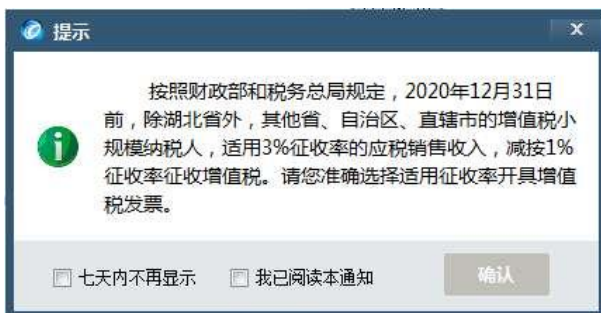 提示
按照财政部和税务总局规定，2020年12月31日
前，除湖北省外，其他省、自治区、直辖市的增值税小
规模纳税人，适用3%征收率的应税销售收入，减按1%
征收率征收增值税。请您准确选择适用征收率开具增值
税发票。
七天内不再显示 我已阅读本通知 确认